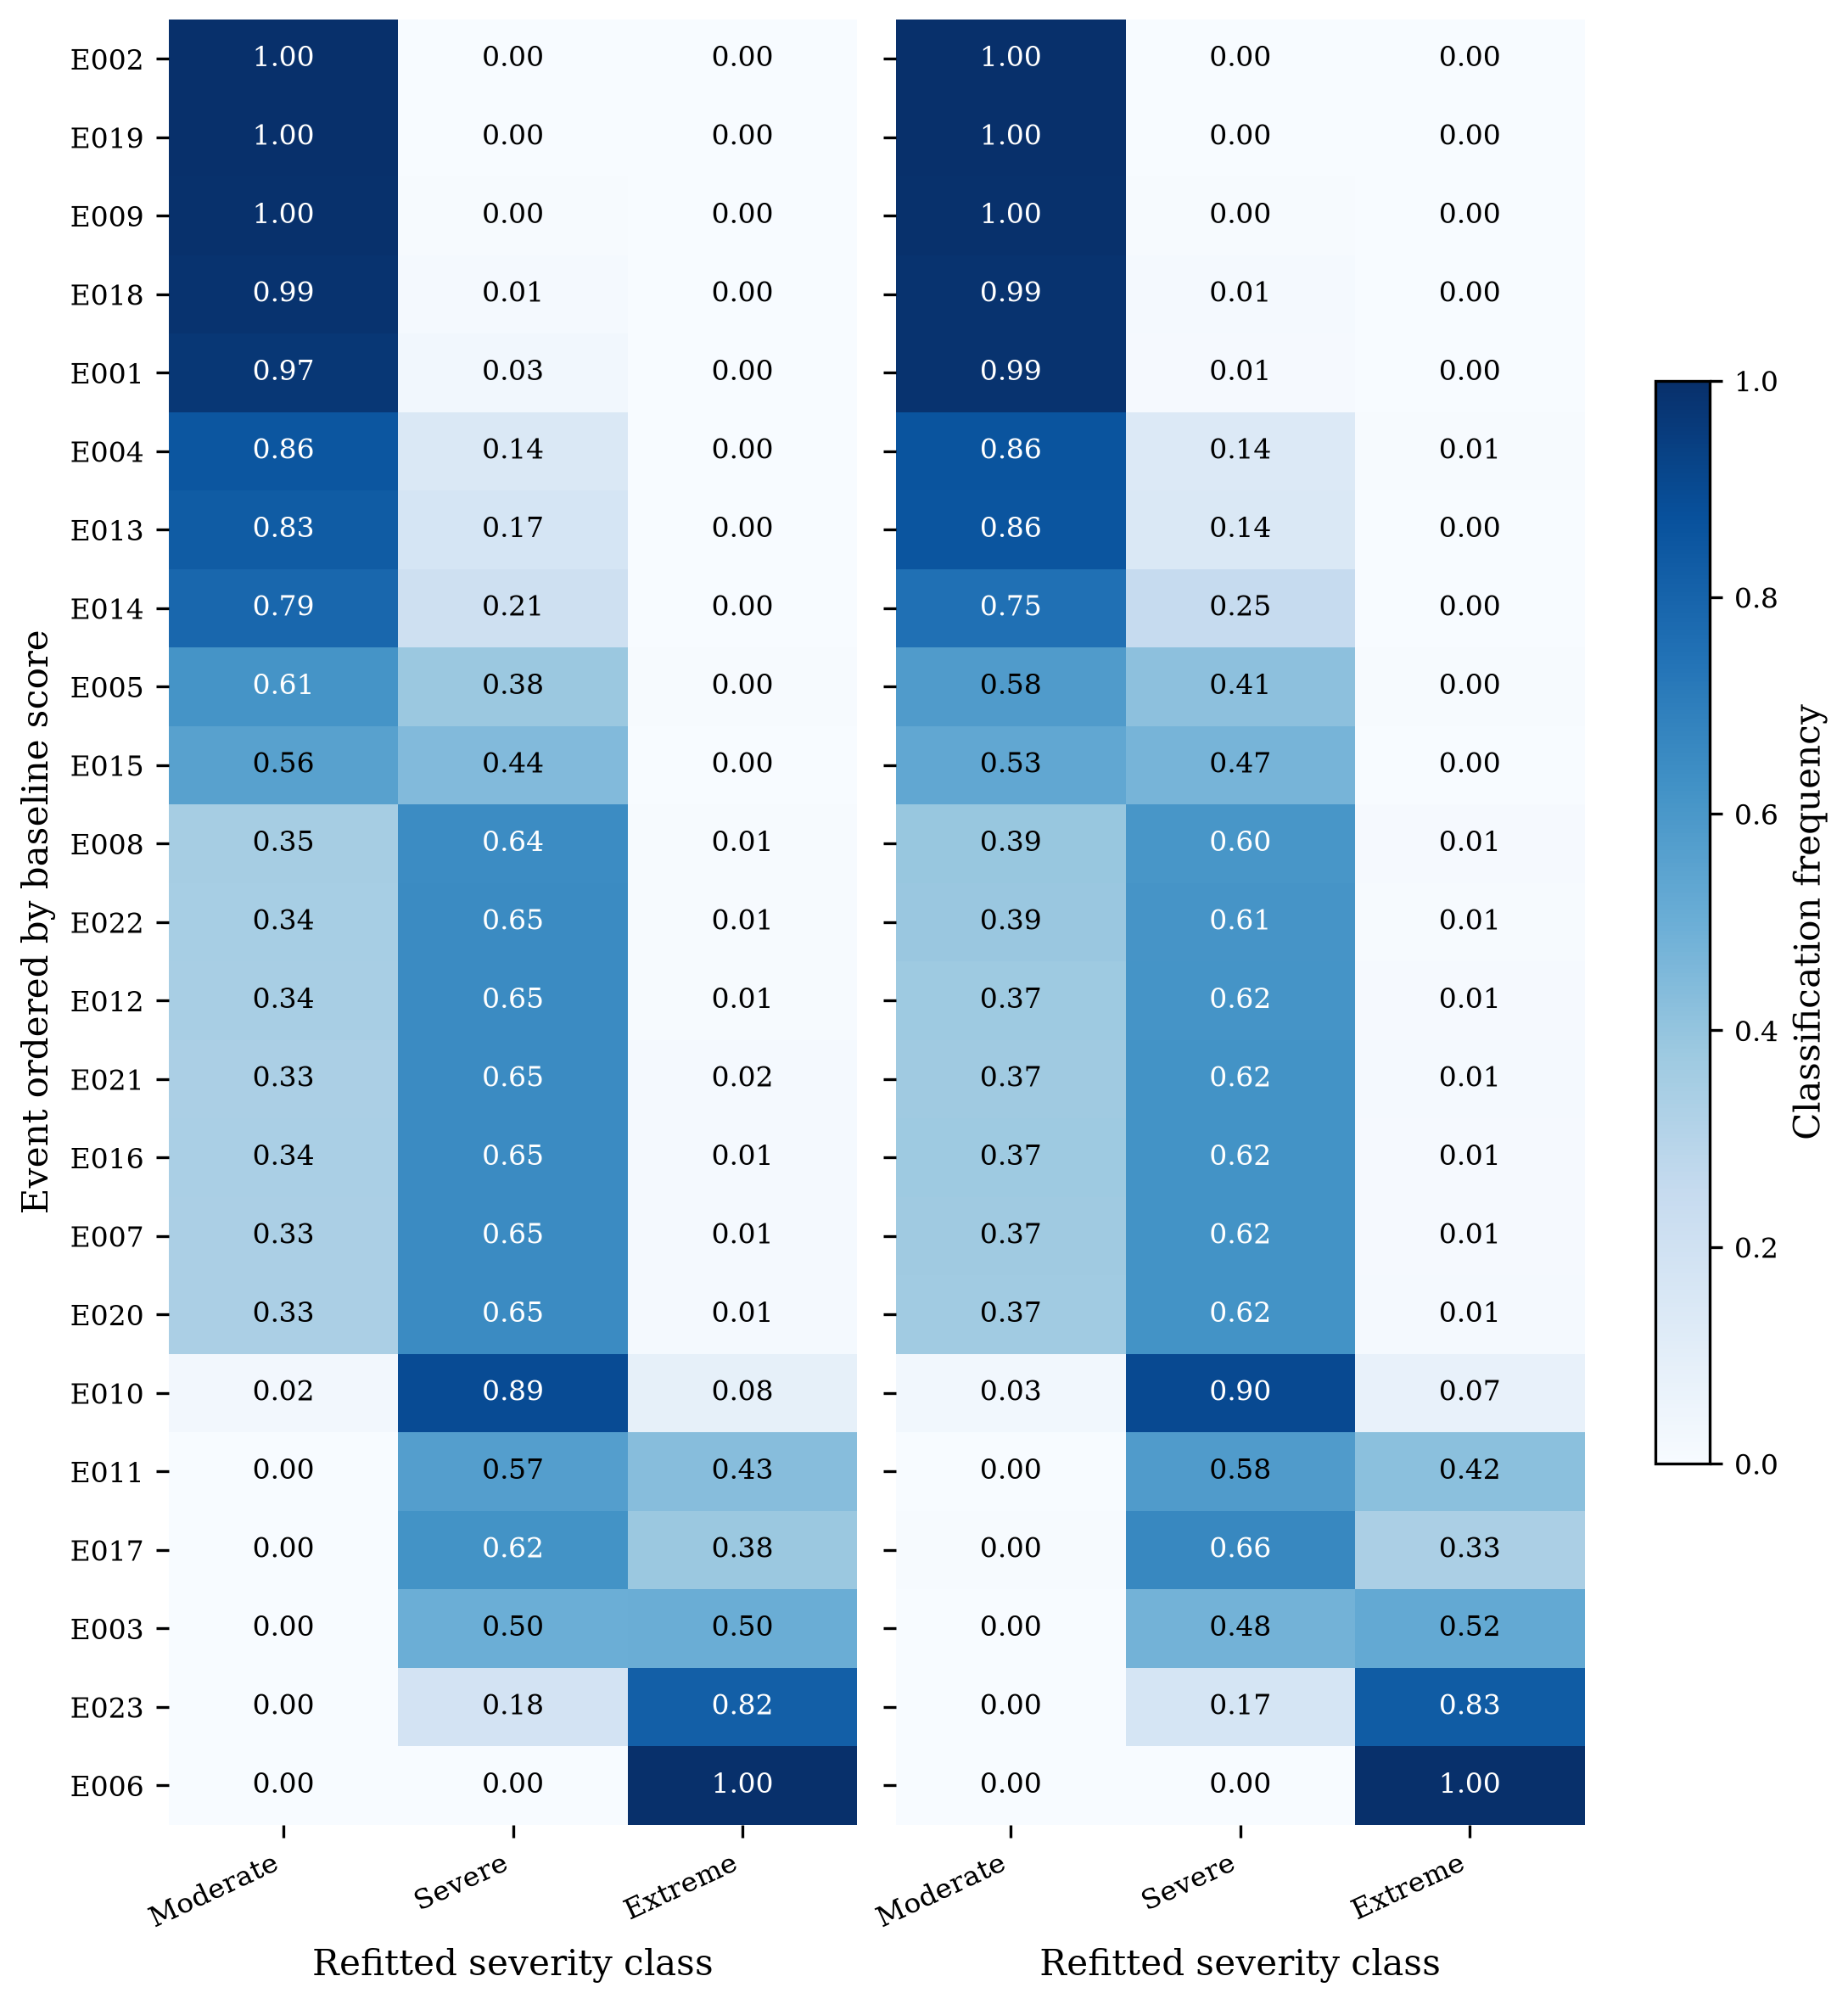 E002 1.00 0.00 0.00 1.00 0.00 0.00
E019 1.00 0.00 0.00 1.00 0.00 0.00
E009 1.00 0.00 0.00 1.00 0.00 0.00
E018 0.99 0.01 0.00 0.99 0.01 0.00
E001 0.97 0.03 0.00 0.99 0.01 0.00
E004 0.86 0.14 0.00 0.86 0.14 0.01
E013 0.83 0.17 0.00 0.86 0.14 0.00
E014 0.79 0.21 0.00 0.75 0.25 0.00
E005 0.61 0.38 0.00 0.58 0.41 0.00
E015 0.56 0.44 0.00 0.53 0.47 0.00
E008 0.35 0.64 0.01 0.39 0.60 0.01
E022 0.34 0.65 0.01 0.39 0.61 0.01
E012 0.34 0.65 0.01 0.37 0.62 0.01
E021 0.33 0.65 0.02 0.37 0.62 0.01
E016 0.34 0.65 0.01 0.37 0.62 0.01
E007 0.33 0.65 0.01 0.37 0.62 0.01
E020 0.33 0.65 0.01 0.37 0.62 0.01
E010 0.02 0.89 0.08 0.03 0.90 0.07
E011 0.00 0.57 0.43 0.00 0.58 0.42
E017 0.00 0.62 0.38 0.00 0.66 0.33
E003 0.00 0.50 0.50 0.00 0.48 0.52
E023 0.00 0.18 0.82 0.00 0.17 0.83
E006 0.00 0.00 1.00 0.00 0.00 1.00
Moderate Severe Extreme Moderate Severe Extreme
Refitted severity class Refitted severity class
Event ordered by baseline score
1.0
0.8
0.6
0.4
0.2
0.0
Classification frequency